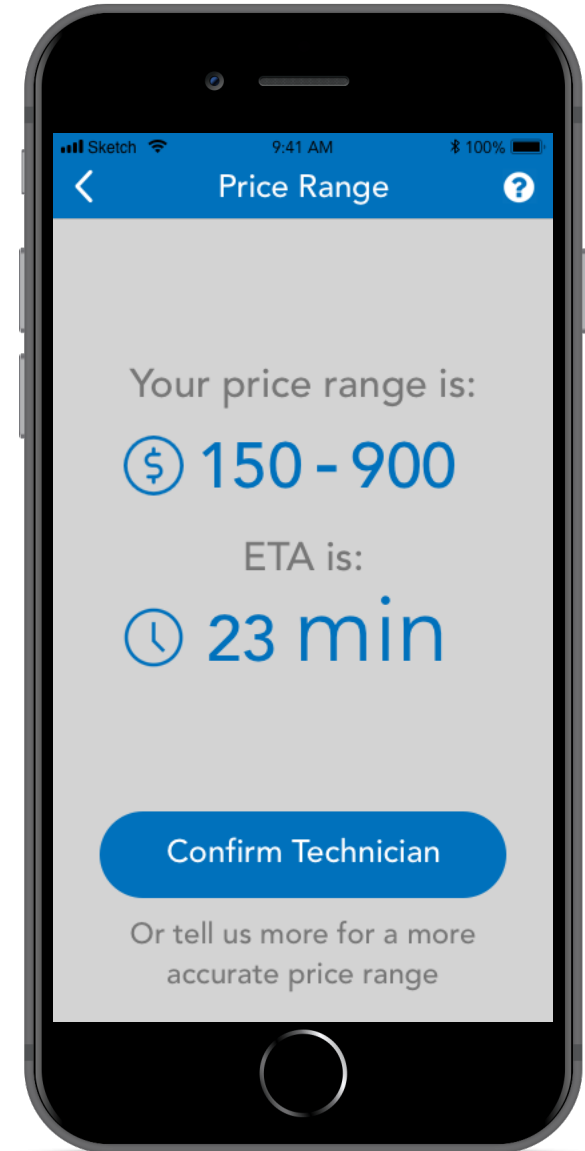 Sketch 9:41 AM 100%
Price Range ?
Your price range is:
$ 150 - 900
ETA is:
23 min
Confirm Technician
Or tell us more for a more
accurate price range